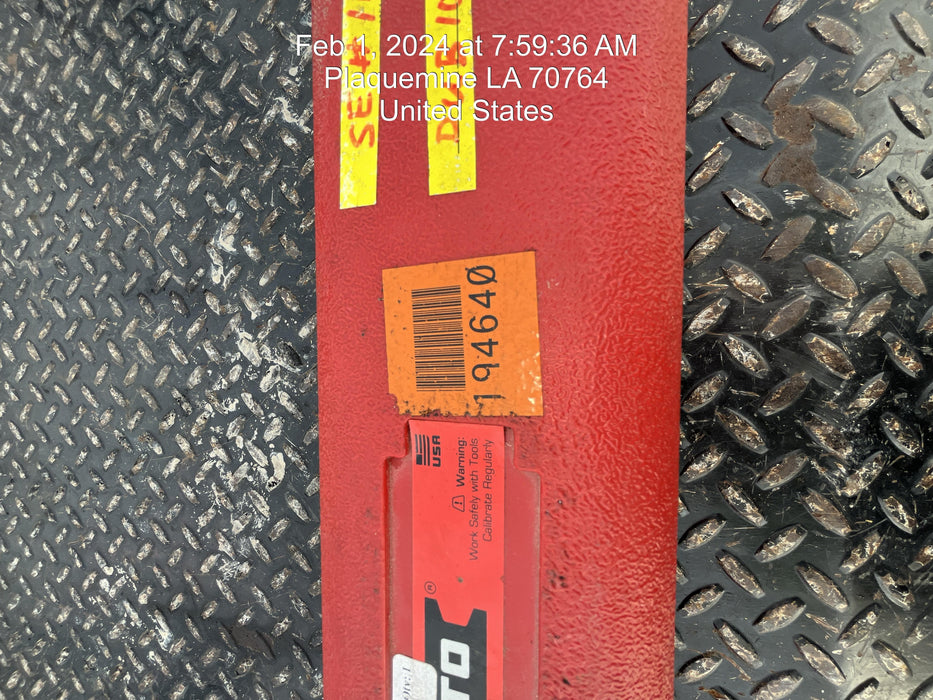 Feb 1, 2024 at 7:59:36 AM
Plaquemine LA 70764
United States
194640
USA
Warning:
Work Safely with Tools
Calibrate Regularly
®
TO